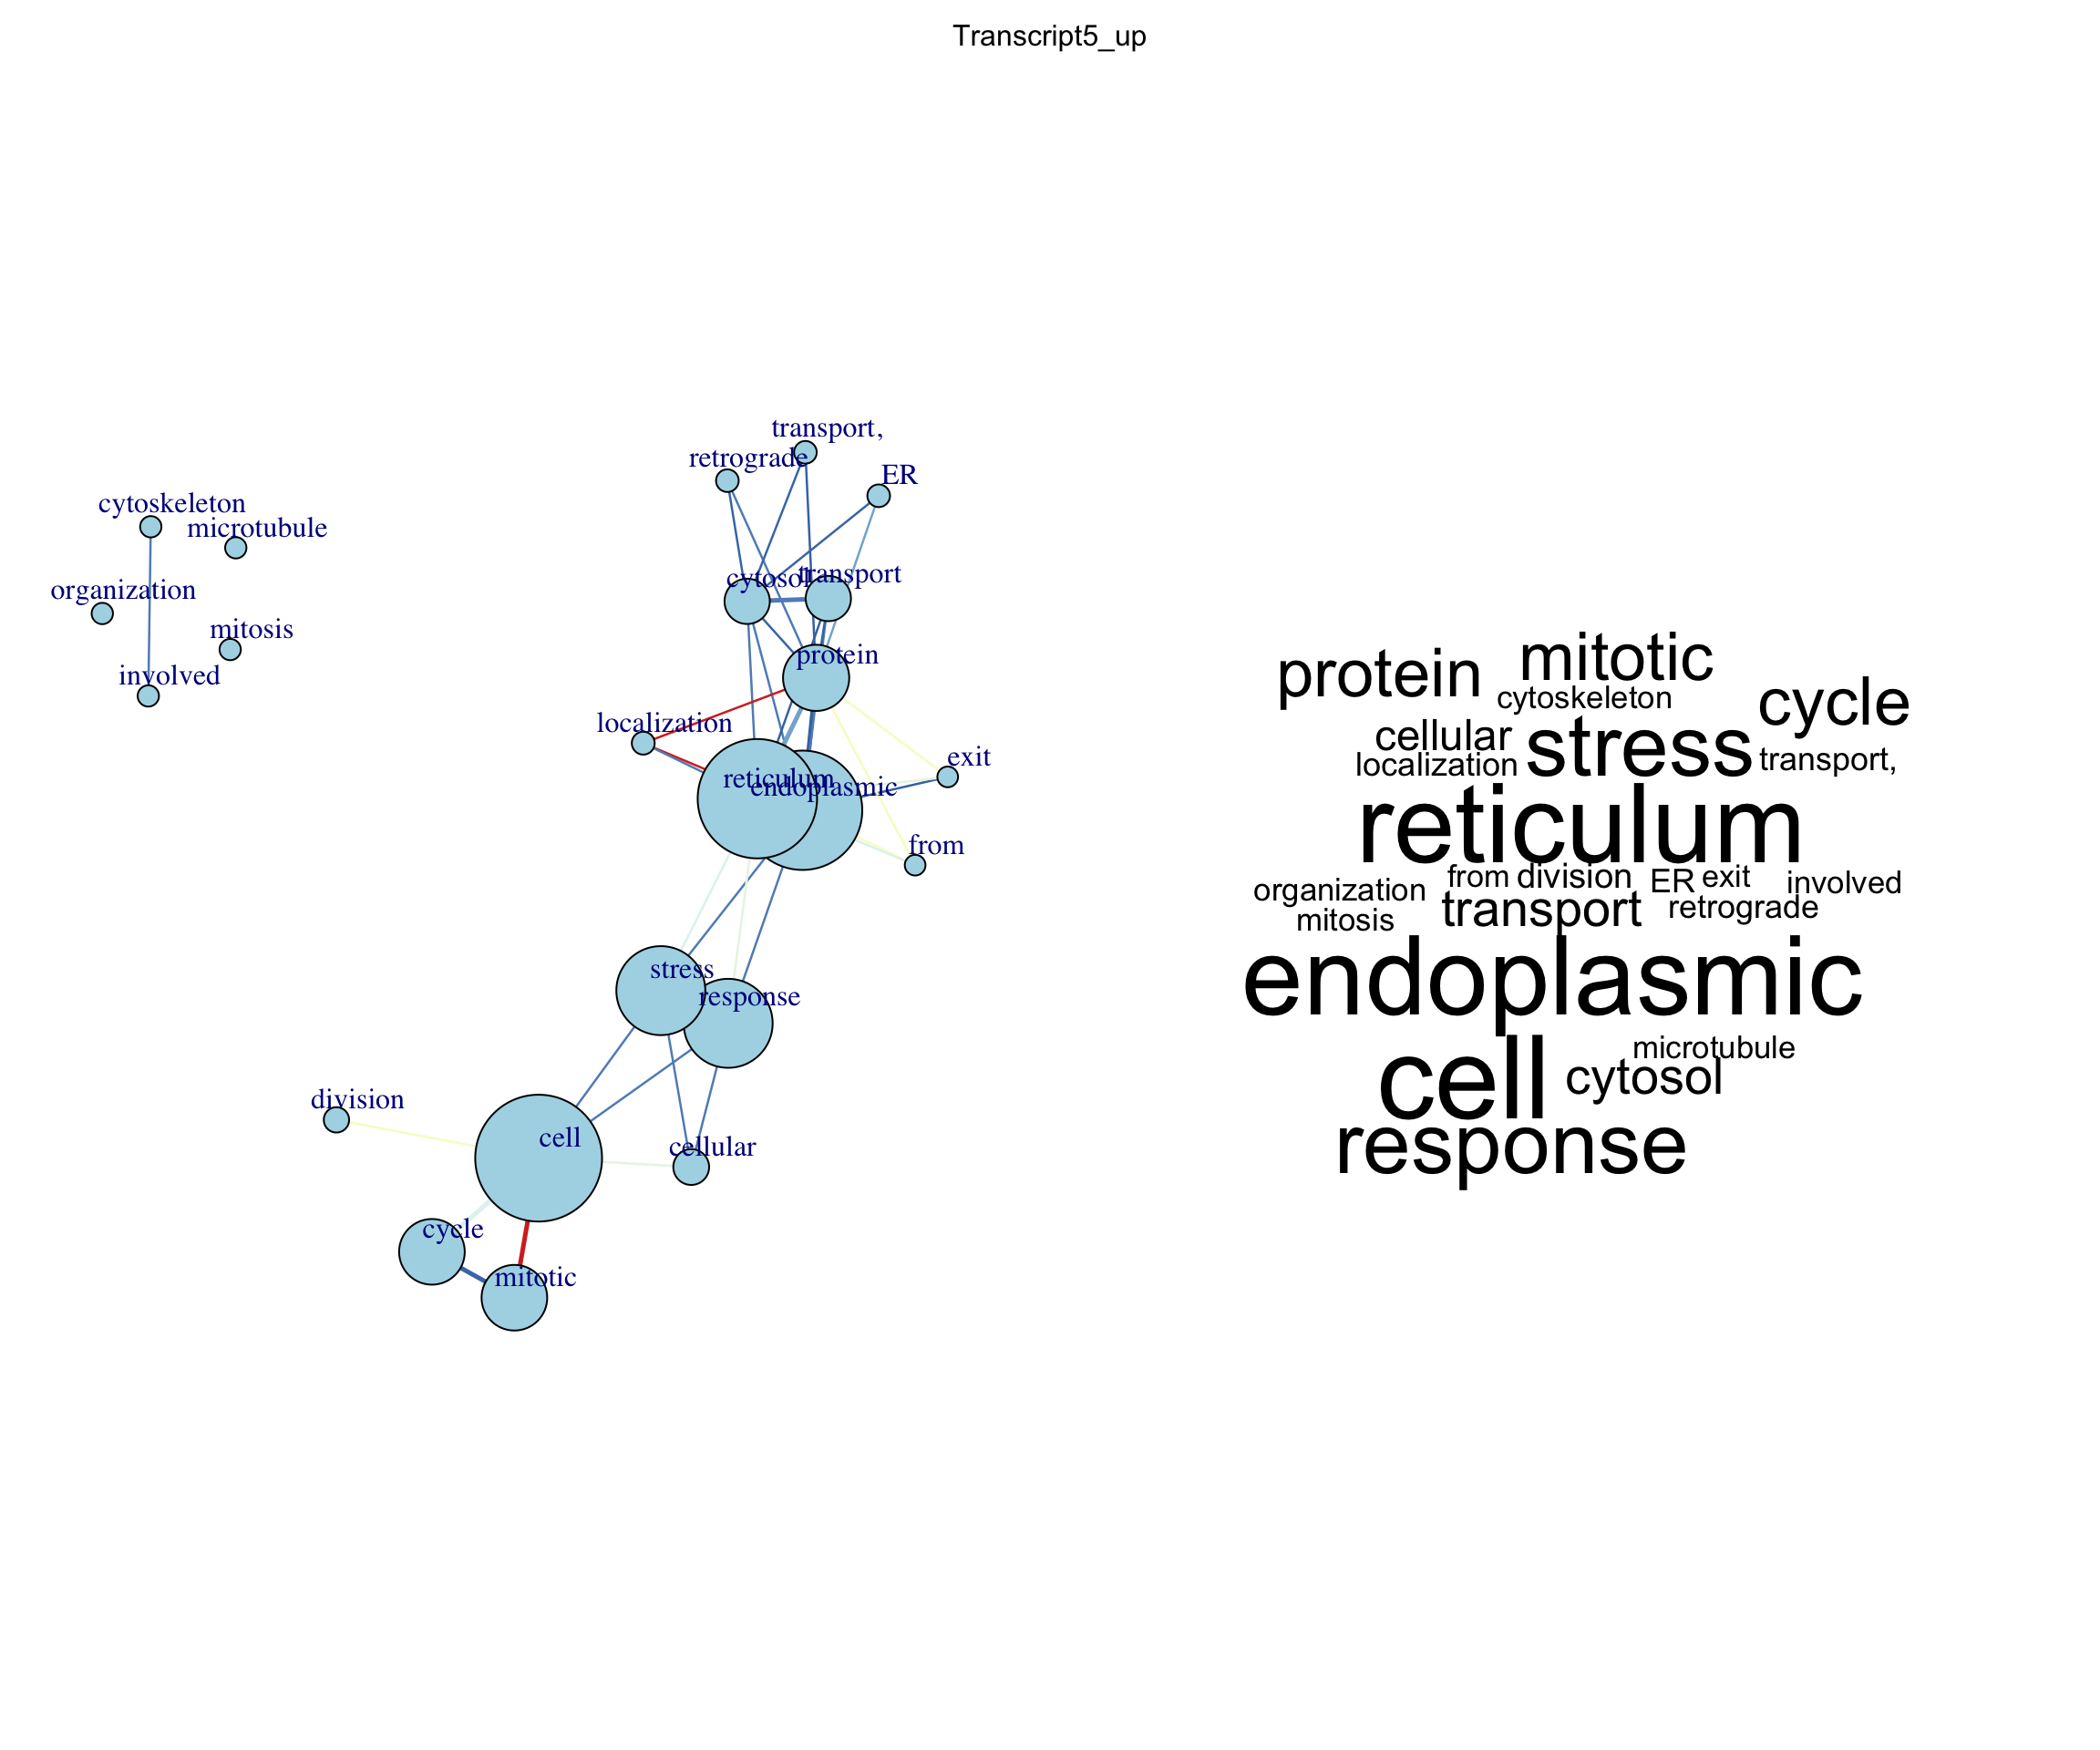 Transcript5_up
transport,
retrograde
ER
cytoskeleton
microtubule
cytosol
transport
organization
mitosis
protein
involved
localization
exit
reticulum
endoplasmic
from
stress
response
division
cell
cellular
cycle
mitotic
protein mitotic
cytoskeleton cycle
cellular stress
localization transport,
reticulum
from division ER exit involved
organization transport retrograde
mitosis
endoplasmic
microtubule
cell cytosol
response